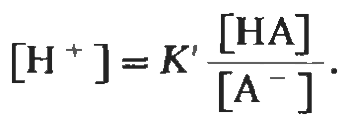 [H⁺] = K′ [HA] / [A⁻].